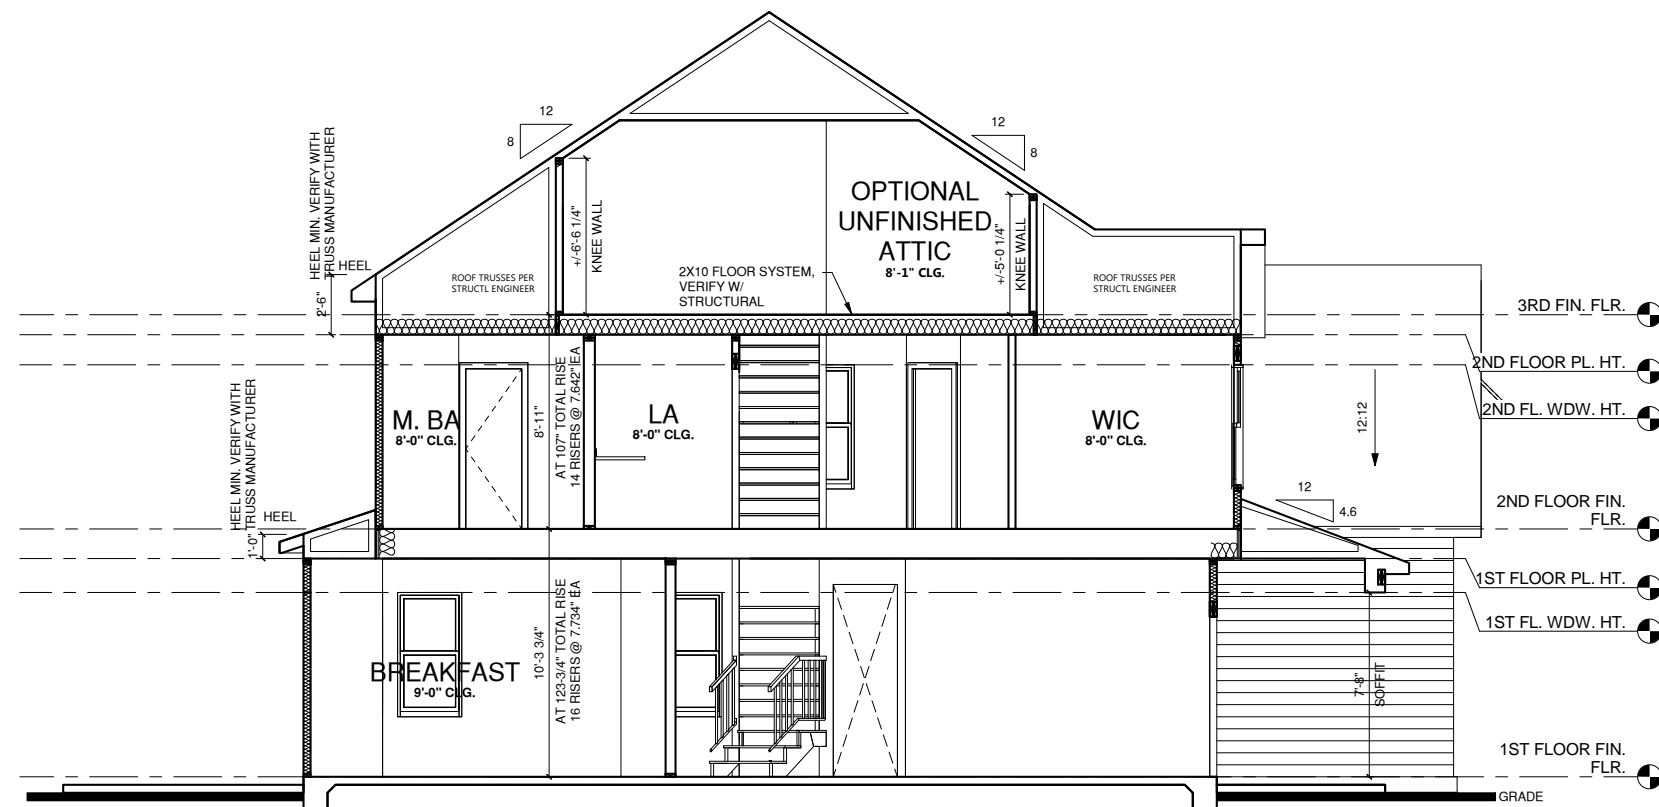 12
8
12
8
HEEL MIN. VERIFY WITH
TRUSS MANUFACTURER
HEEL
2'-6"
+/-6'-6 1/4"
KNEE WALL
OPTIONAL
UNFINISHED
ATTIC
8'-1" CLG.
+/-5'-0 1/4"
KNEE WALL
ROOF TRUSSES PER
STRUCTL ENGINEER
2X10 FLOOR SYSTEM,
VERIFY W/
STRUCTURAL
ROOF TRUSSES PER
STRUCTL ENGINEER
3RD FIN. FLR.
2ND FLOOR PL. HT.
2ND FL. WDW. HT.
HEEL MIN. VERIFY WITH
TRUSS MANUFACTURER
HEEL
1'-0"
M. BA
8'-0" CLG.
8'-11"
AT 107" TOTAL RISE
14 RISERS @ 7.642" EA
LA
8'-0" CLG.
WIC
8'-0" CLG.
12:12
12
4.6
2ND FLOOR FIN.
FLR.
1ST FLOOR PL. HT.
1ST FL. WDW. HT.
BREAKFAST
9'-0" CLG.
10'-3 3/4"
AT 123-3/4" TOTAL RISE
16 RISERS @ 7.734" EA
7'-8"
SOFFIT
1ST FLOOR FIN.
FLR.
GRADE